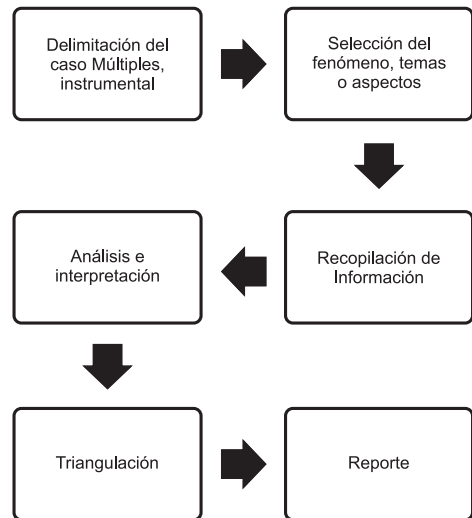 Delimitación del
caso Múltiples,
instrumental
Selección del
fenómeno, temas
o aspectos
Recopilación de
Información
Análisis e
interpretación
Triangulación
Reporte